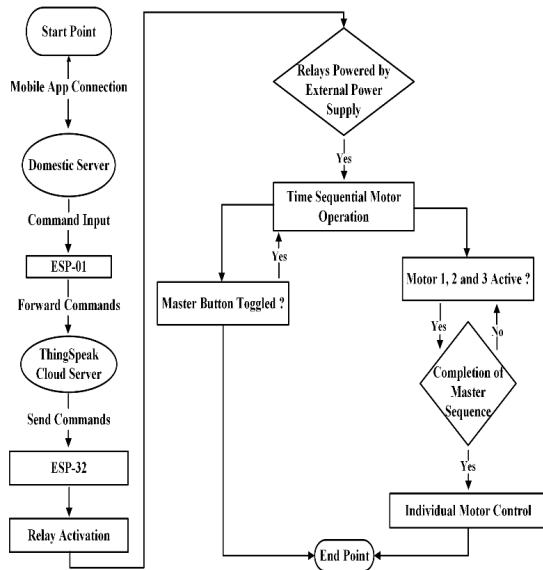 Start Point
Mobile App Connection
Domestic Server
Command Input
ESP-01
Forward Commands
ThingSpeak
Cloud Server
Send Commands
ESP-32
Relay Activation
Relays Powered by
External Power
Supply
Yes
Time Sequential Motor
Operation
Yes
Master Button Toggled ?
Motor 1, 2 and 3 Active ?
Yes
No
Completion of
Master
Sequence
Yes
Individual Motor Control
End Point